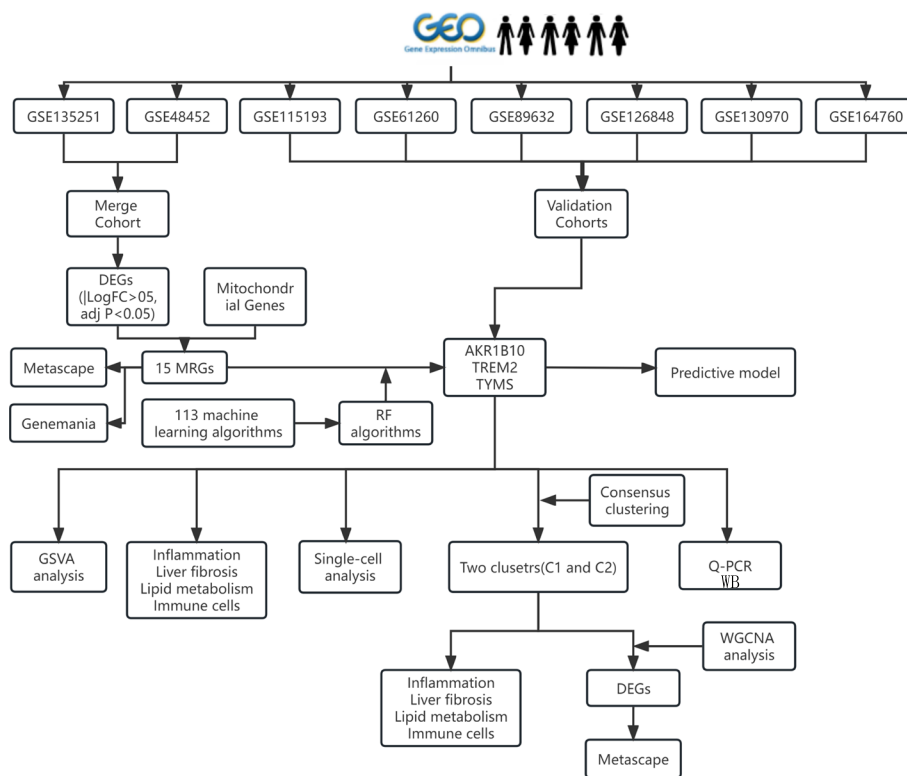 GEO
Gene Expression Omnibus
GSE135251
GSE48452
GSE115193
GSE61260
GSE89632
GSE126848
GSE130970
GSE164760
Merge
Cohort
Validation
Cohorts
DEGs
(|LogFC>05,
adj P<0.05)
Mitochondr
ial Genes
Metascape
15 MRGs
AKR1B10
TREM2
TYMS
Predictive model
Genemania
113 machine
learning algorithms
RF
algorithms
Consensus
clustering
GSVA
analysis
Inflammation
Liver fibrosis
Lipid metabolism
Immune cells
Single-cell
analysis
Two clusetrs(C1 and C2)
Q-PCR
WB
WGCNA
analysis
Inflammation
Liver fibrosis
Lipid metabolism
Immune cells
DEGs
Metascape